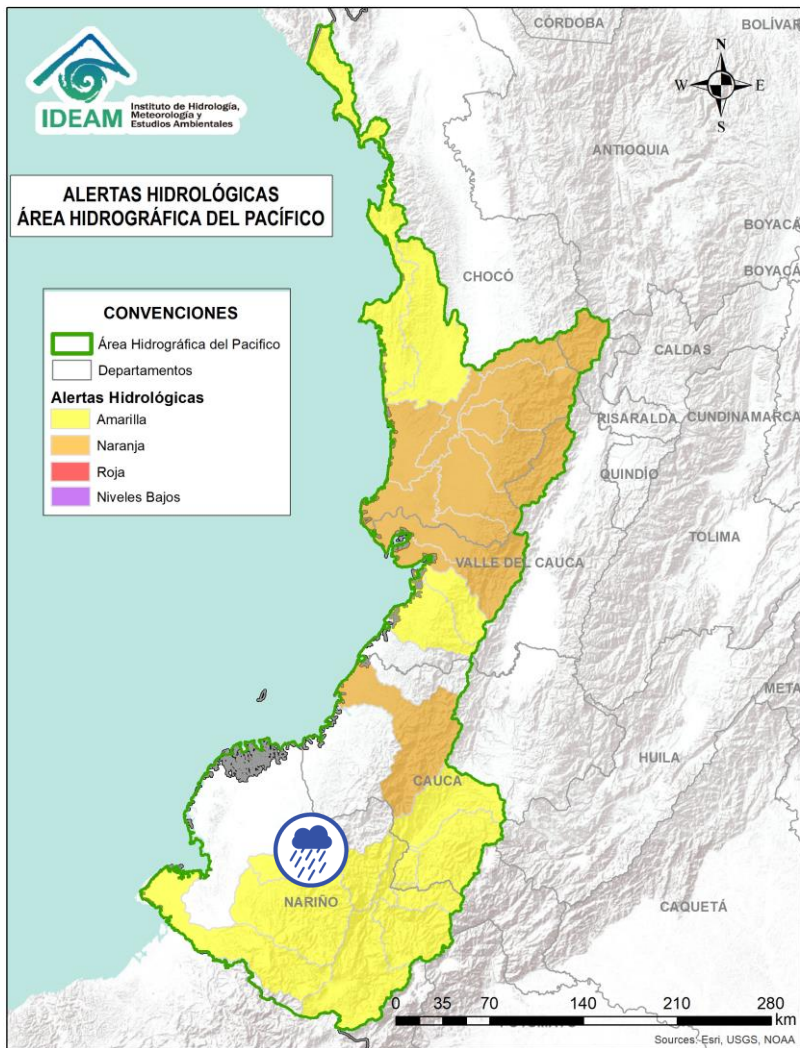 CÓRDOBA
BOLÍVAR
N
W
E
S
IDEAM
Instituto de Hidrología,
Meteorología y
Estudios Ambientales
ANTIOQUIA
ALERTAS HIDROLÓGICAS
ÁREA HIDROGRÁFICA DEL PACÍFICO
BOYACÁ
BOYACÁ
CHOCÓ
CONVENCIONES
Área Hidrográfica del Pacifico
Departamentos
Alertas Hidrológicas
Amarilla
Naranja
Roja
Niveles Bajos
CALDAS
RISARALDA
CUNDINAMARCA
QUINDÍO
TOLIMA
VALLE DEL CAUCA
META
HUILA
CAUCA
NARIÑO
CAQUETÁ
0 35 70 140 210 280
km
Sources: Esri, USGS, NOAA